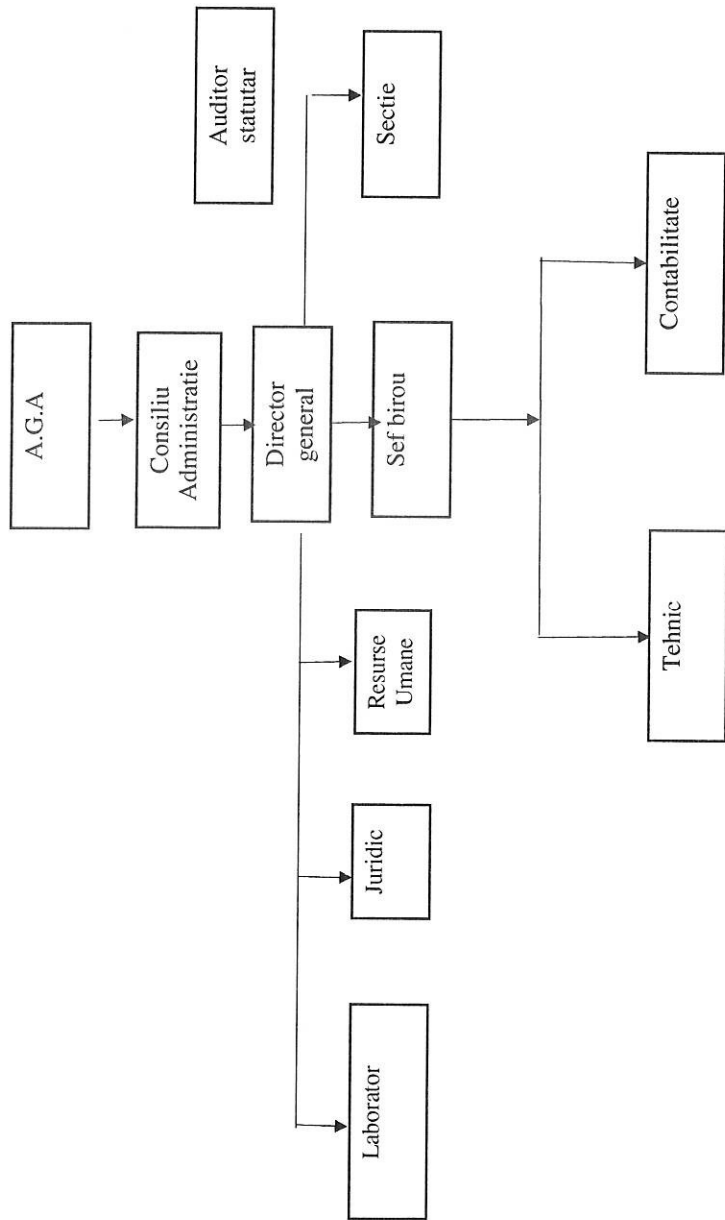 A.G.A
Consiliu
Administratie
Auditor
statutar
Director
general
Laborator
Juridic
Resurse
Umane
Sef birou
Sectie
Tehnic
Contabilitate